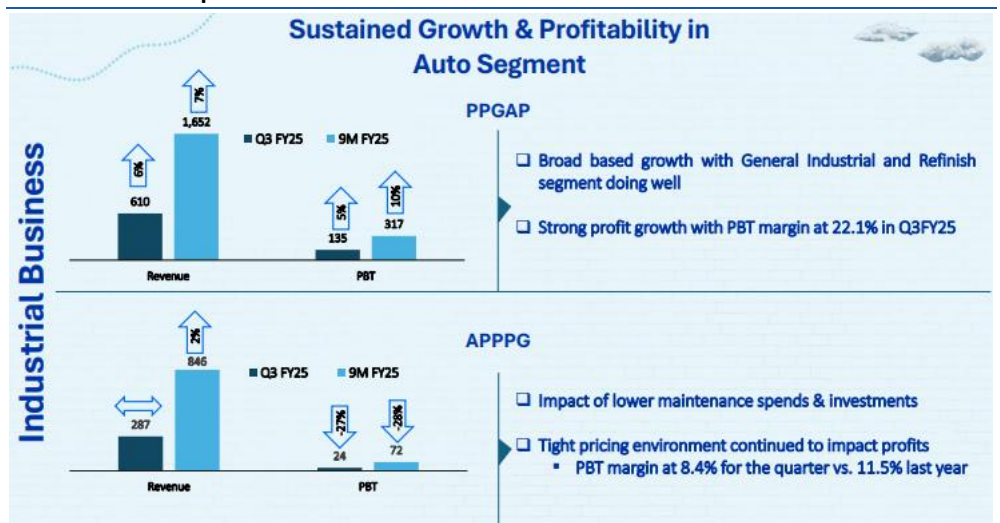 Sustained Growth & Profitability in
Auto Segment
Industrial Business
PPGAP
7%
1,652
Q3 FY25
9M FY25
6%
610
5%
135
10%
317
Revenue
PBT
Broad based growth with General Industrial and Refinish
segment doing well
Strong profit growth with PBT margin at 22.1% in Q3FY25
APPPG
2%
846
Q3 FY25
9M FY25
287
-27%
24
-28%
72
Revenue
PBT
Impact of lower maintenance spends & investments
Tight pricing environment continued to impact profits
PBT margin at 8.4% for the quarter vs. 11.5% last year